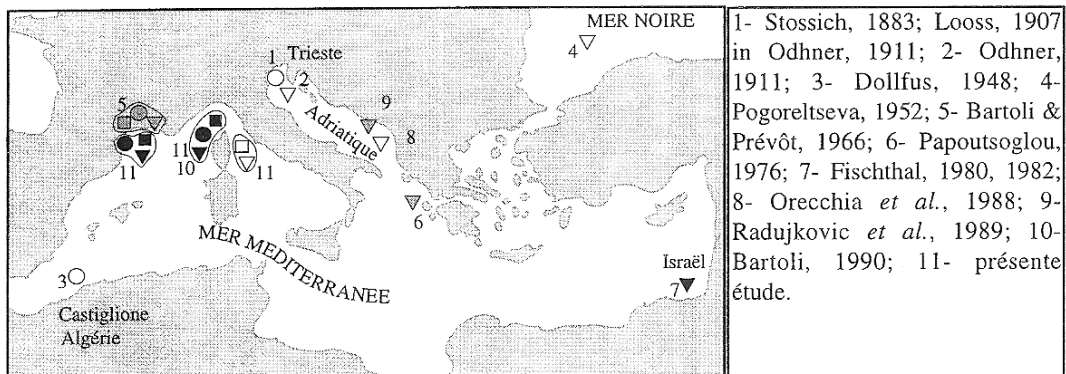 MER NOIRE
4
1 Trieste
2
5
9
Adriatique
8
11
11
10
11
6
MER MEDITERRANEE
3
Israël
7
Castiglione
Algérie
1- Stossich, 1883; Looss, 1907
in Odhner, 1911; 2- Odhner,
1911; 3- Dollfus, 1948; 4-
Pogoreltseva, 1952; 5- Bartoli &
Prévôt, 1966; 6- Papoutsoglou,
1976; 7- Fischthal, 1980, 1982;
8- Orecchia et al., 1988; 9-
Radujkovic et al., 1989; 10-
Bartoli, 1990; 11- présente
étude.